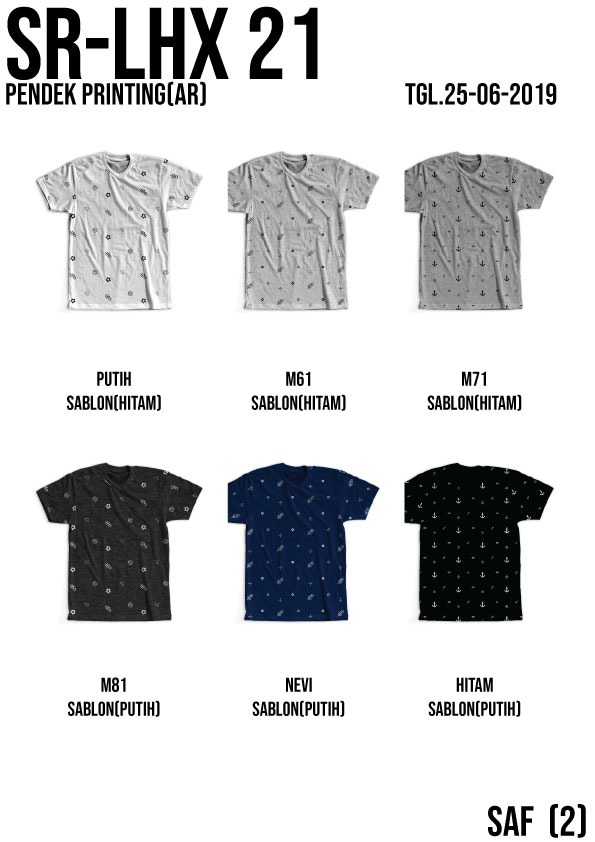 SR-LHX 21
PENDEK PRINTING(AR)
TGL.25-06-2019
PUTIH
SABLON(HITAM)
M61
SABLON(HITAM)
M71
SABLON(HITAM)
M81
SABLON(PUTIH)
NEVI
SABLON(PUTIH)
HITAM
SABLON(PUTIH)
SAF (2)